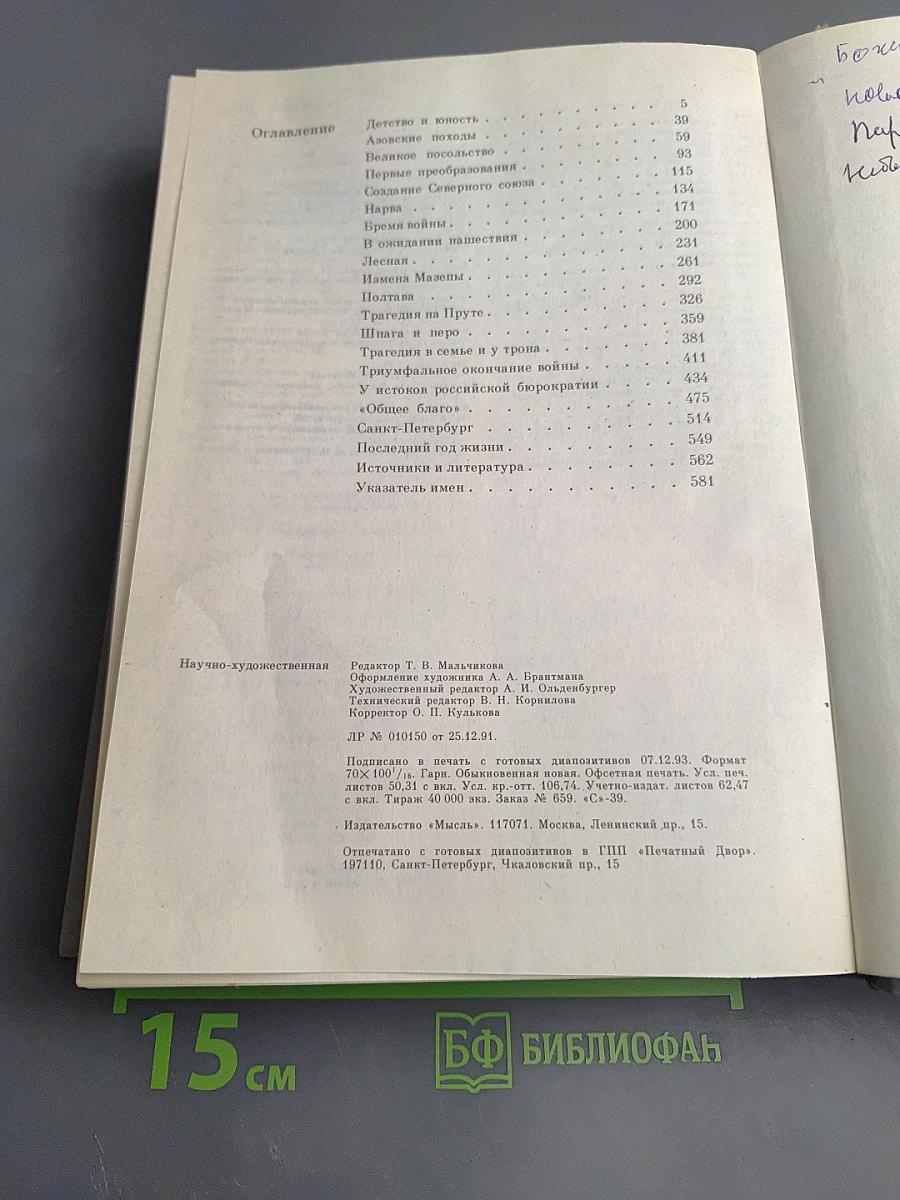 Оглавление
Детство и юность . . . . . . . . . . 5
Азовские походы . . . . . . . . . . 39
Великое посольство . . . . . . . . . . 59
Первые преобразования . . . . . . . . . 93
Создание Северного союза . . . . . . . . 115
Нарва . . . . . . . . . . . . . 134
Бремя войны . . . . . . . . . . . 171
В ожидании нашествия . . . . . . . . . 200
Лесная . . . . . . . . . . . . . 231
Измена Мазепы . . . . . . . . . . . 261
Полтава . . . . . . . . . . . . 292
Трагедия на Пруте . . . . . . . . . . 326
Шпага и перо . . . . . . . . . . . 359
Трагедия в семье и у трона . . . . . . . 381
Триумфальное окончание войны . . . . . . 411
У истоков российской бюрократии . . . . . 434
«Общее благо» . . . . . . . . . . . 475
Санкт-Петербург . . . . . . . . . . 514
Последний год жизни . . . . . . . . . 549
Источники и литература . . . . . . . . 562
Указатель имен . . . . . . . . . . . 581
Научно-художественная
Редактор Т. В. Мальчикова
Оформление художника А. А. Брантмана
Художественный редактор А. И. Ольденбургер
Технический редактор В. Н. Корнилова
Корректор О. П. Кулькова
ЛР № 010150 от 25.12.91.
Подписано в печать с готовых диапозитивов 07.12.93. Формат
70×100 1/16. Гарн. Обыкновенная новая. Офсетная печать. Усл. печ.
листов 50,31 с вкл. Усл. кр.-отт. 106,74. Учетно-издат. листов 62,47
с вкл. Тираж 40 000 экз. Заказ № 659. «С»-39.
Издательство «Мысль». 117071. Москва, Ленинский пр., 15.
Отпечатано с готовых диапозитивов в ГПП «Печатный Двор».
197110, Санкт-Петербург, Чкаловский пр., 15
15 см
БФ БИБЛИОФАН